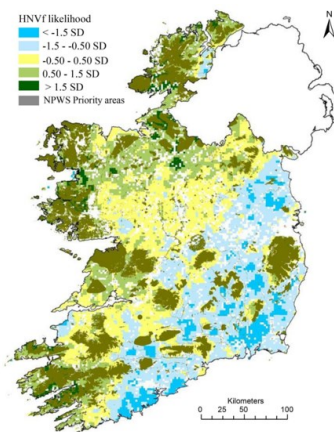 HNVf likelihood
< -1.5 SD
-1.5 - -0.50 SD
-0.50 - 0.50 SD
0.50 - 1.5 SD
> 1.5 SD
NPWS Priority areas
N
Kilometers
0 25 50 100